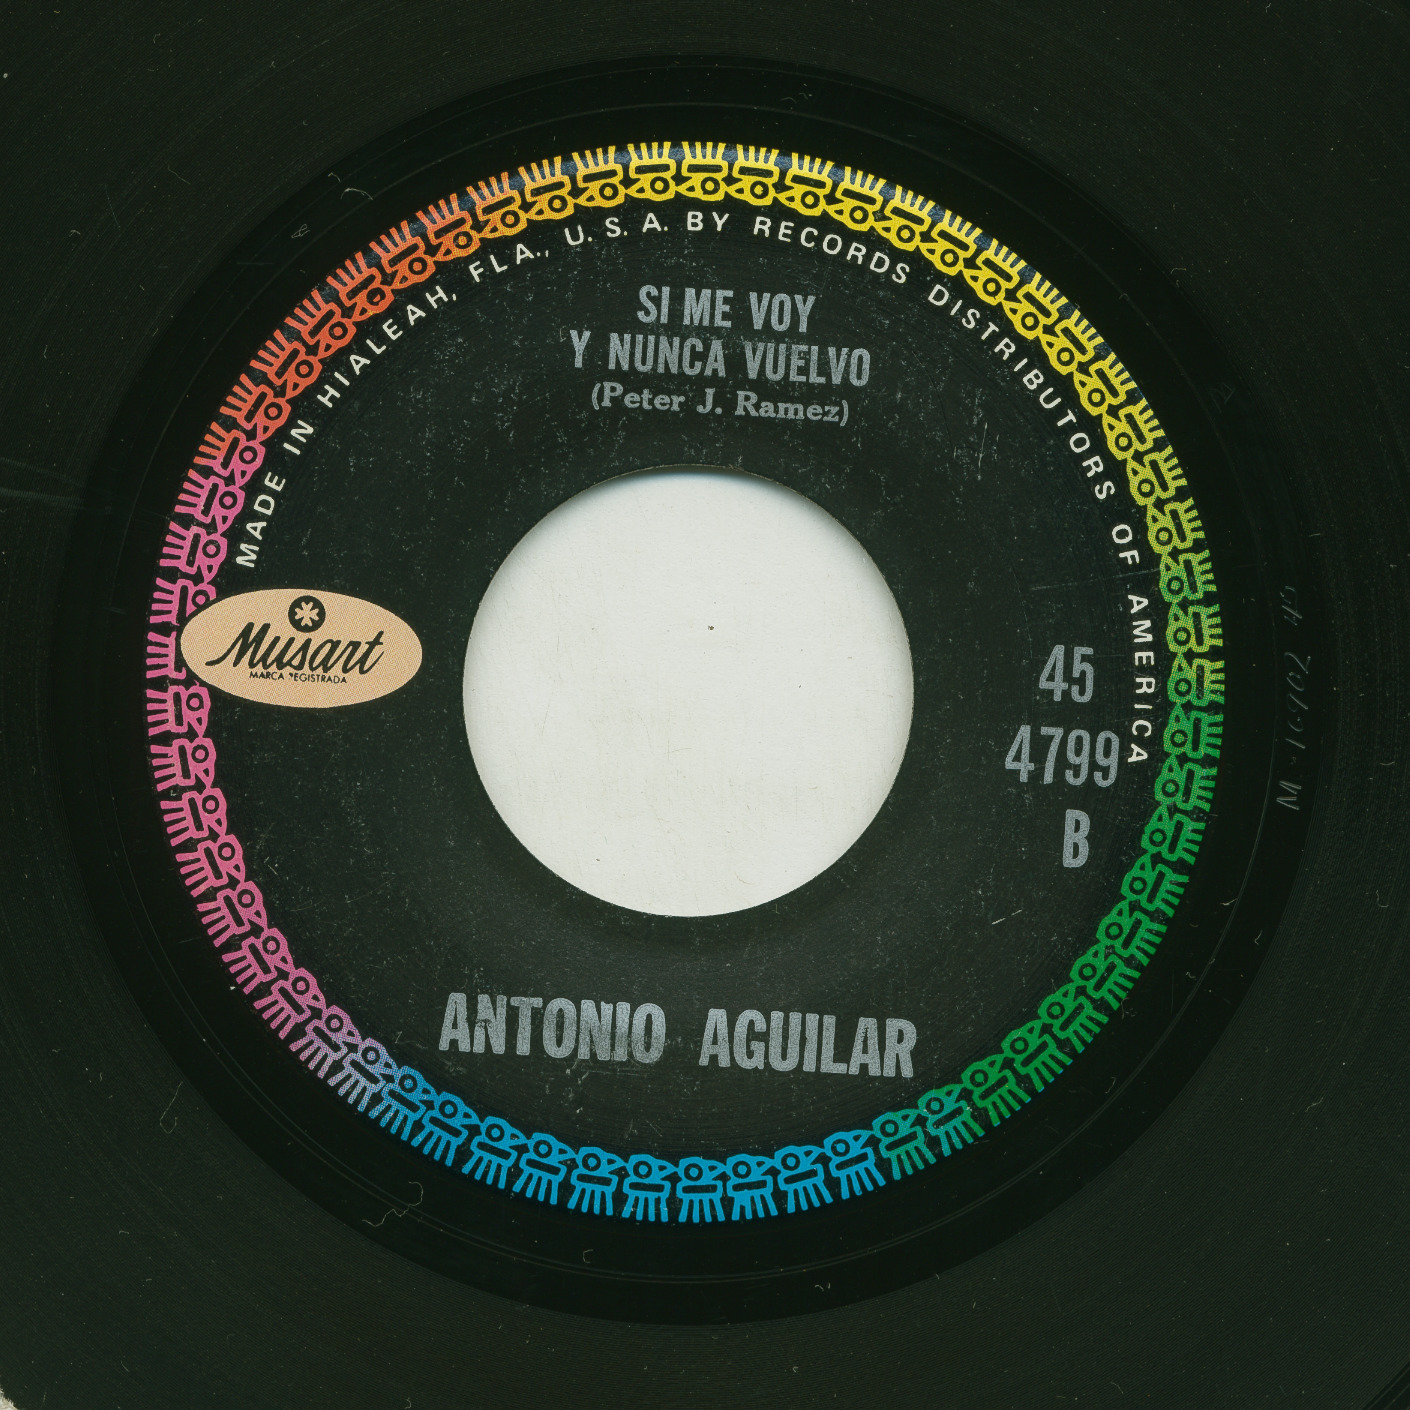 MADE IN HIALEAH, FLA., U.S.A. BY RECORDS DISTRIBUTORS OF AMERICA
SI ME VOY
Y NUNCA VUELVO
(Peter J. Ramez)
Musart
MARCA REGISTRADA
45
4799
B
ANTONIO AGUILAR